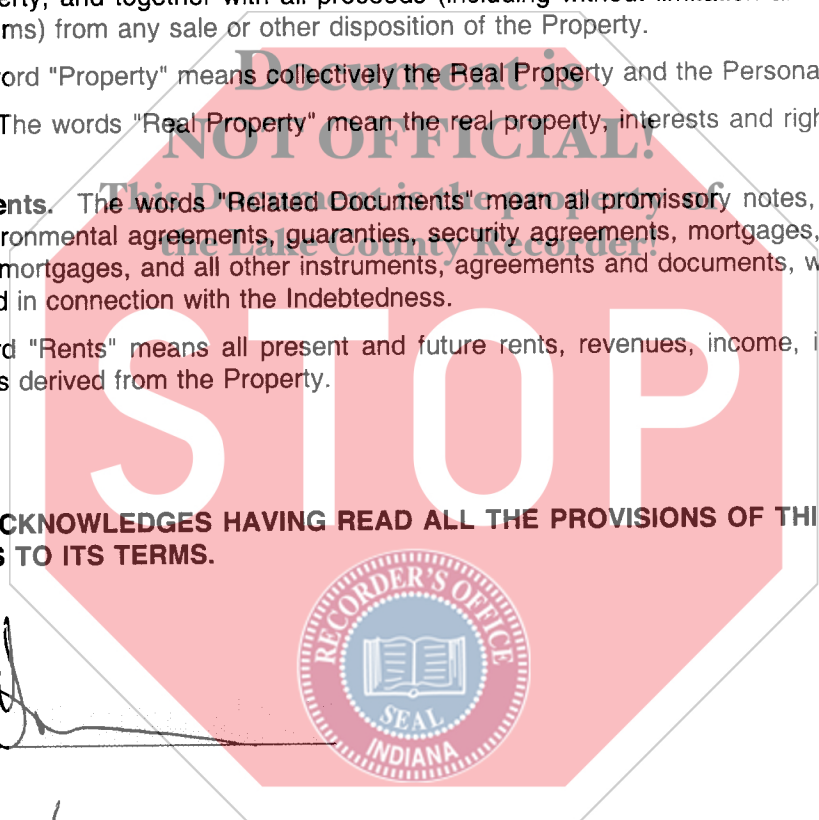 erty, and together with all proceeds (including without limitation all
ms) from any sale or other disposition of the Property.
Document is
ord "Property" means collectively the Real Property and the Persona
The words "Real Property" mean the real property, interests and righ
NOT OFFICIAL!
ents. The words "Related Documents" mean all promissory notes,
This Document is the property of
ronmental agreements, guaranties, security agreements, mortgages,
the Lake County Recorder!
mortgages, and all other instruments, agreements and documents, w
d in connection with the Indebtedness.
rd "Rents" means all present and future rents, revenues, income, i
s derived from the Property.
STOP
CKNOWLEDGES HAVING READ ALL THE PROVISIONS OF THI
S TO ITS TERMS.
RECORDER'S OFFICE
SEAL
INDIANA